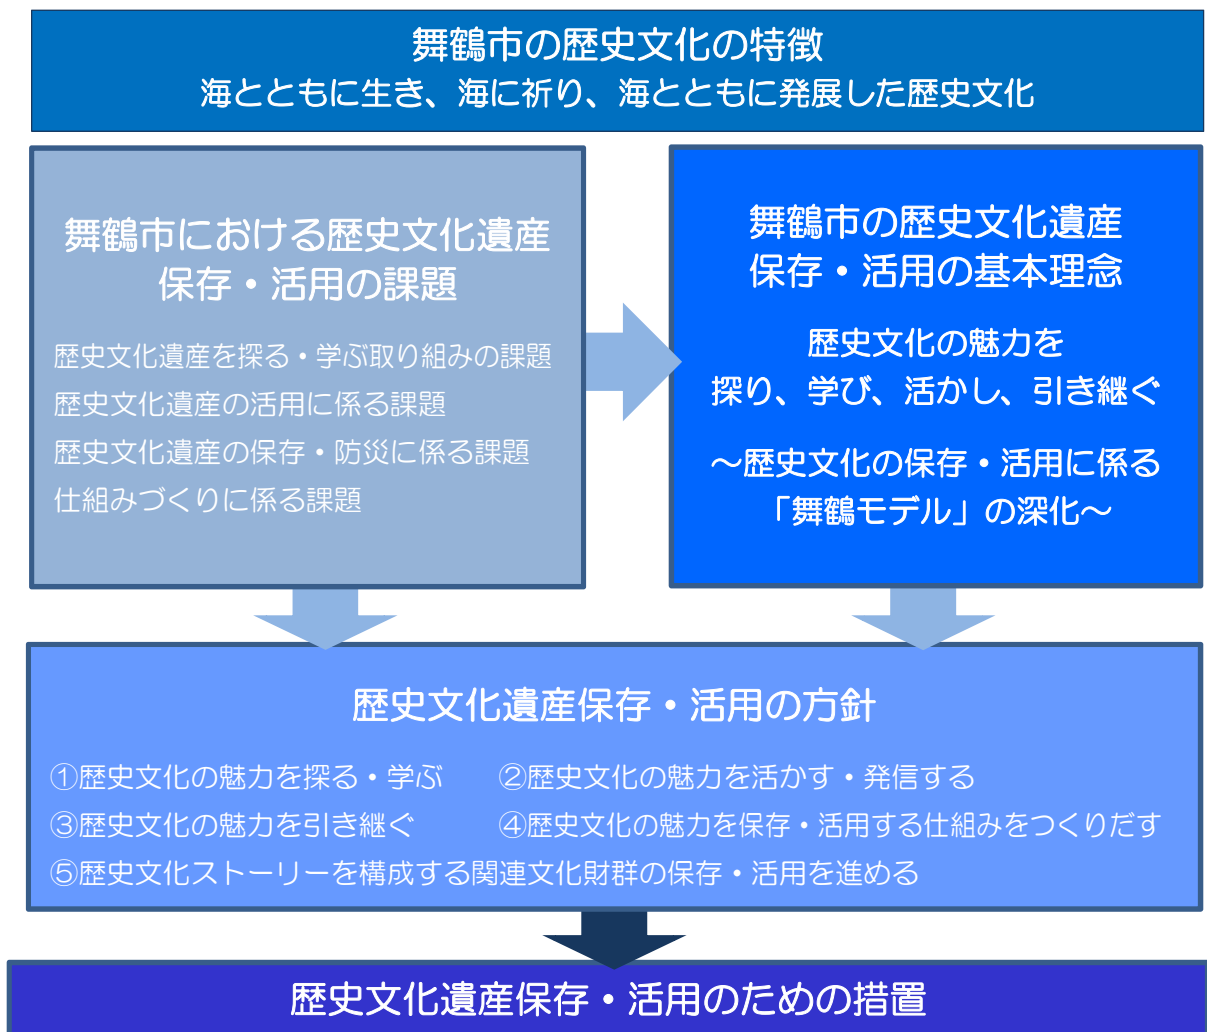 舞鶴市の歴史文化の特徴
海とともに生き、海に祈り、海とともに発展した歴史文化
舞鶴市における歴史文化遺産
保存・活用の課題
歴史文化遺産を探る・学ぶ取り組みの課題
歴史文化遺産の活用に係る課題
歴史文化遺産の保存・防災に係る課題
仕組みづくりに係る課題
舞鶴市の歴史文化遺産
保存・活用の基本理念
歴史文化の魅力を
探り、学び、活かし、引き継ぐ
～歴史文化の保存・活用に係る
「舞鶴モデル」の深化～
歴史文化遺産保存・活用の方針
①歴史文化の魅力を探る・学ぶ ②歴史文化の魅力を活かす・発信する
③歴史文化の魅力を引き継ぐ ④歴史文化の魅力を保存・活用する仕組みをつくりだす
⑤歴史文化ストーリーを構成する関連文化財群の保存・活用を進める
歴史文化遺産保存・活用のための措置